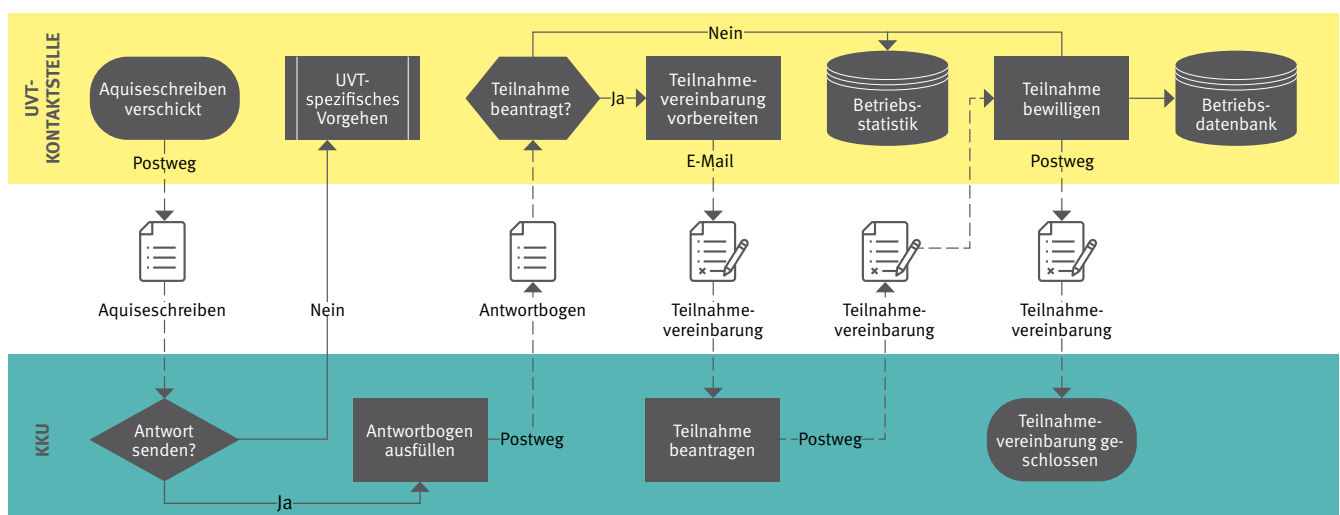 UVT-
KONTAKTSTELLE
Aquiseschreiben
verschickt
Postweg
UVT-
spezifisches
Vorgehen
Teilnahme
beantragt?
Nein
Ja
Teilnahme-
vereinbarung
vorbereiten
E-Mail
Betriebs-
statistik
Teilnahme
bewilligen
Postweg
Betriebs-
datenbank
Aquiseschreiben
Nein
Antwortbogen
Teilnahme-
vereinbarung
Teilnahme-
vereinbarung
Teilnahme-
vereinbarung
KKU
Antwort
senden?
Ja
Antwortbogen
ausfüllen
Postweg
Teilnahme
beantragen
Postweg
Teilnahme-
vereinbarung ge-
schlossen